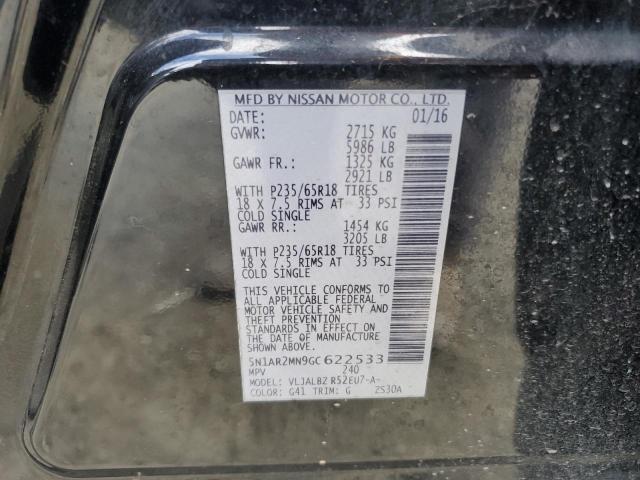 MFD BY NISSAN MOTOR CO., LTD.
DATE: 01/16
GVWR: 2715 KG
5986 LB
GAWR FR.: 1325 KG
2921 LB
WITH P235/65R18 TIRES
18 X 7.5 RIMS AT 33 PSI
COLD SINGLE
GAWR RR.: 1454 KG
3205 LB
WITH P235/65R18 TIRES
18 X 7.5 RIMS AT 33 PSI
COLD SINGLE
THIS VEHICLE CONFORMS TO
ALL APPLICABLE FEDERAL
MOTOR VEHICLE SAFETY AND
THEFT PREVENTION
STANDARDS IN EFFECT ON
THE DATE OF MANUFACTURE
SHOWN ABOVE.
5N1AR2MN9GC622533
MPV 240
MODEL: VLJALBZ R52EU7-A-
COLOR: G41 TRIM: G 2S30A